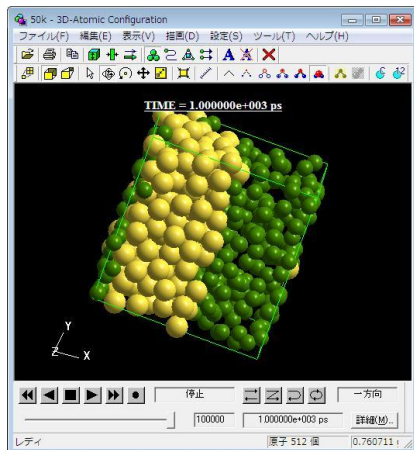 50k - 3D-Atomic Configuration
ファイル(F) 編集(E) 表示(V) 描画(D) 設定(S) ツール(T) ヘルプ(H)
TIME = 1.000000e+003 ps
Y
Z X
停止 一方向
100000 1.000000e+003 ps 詳細(M)..
レディ 原子 512 個 0.760711